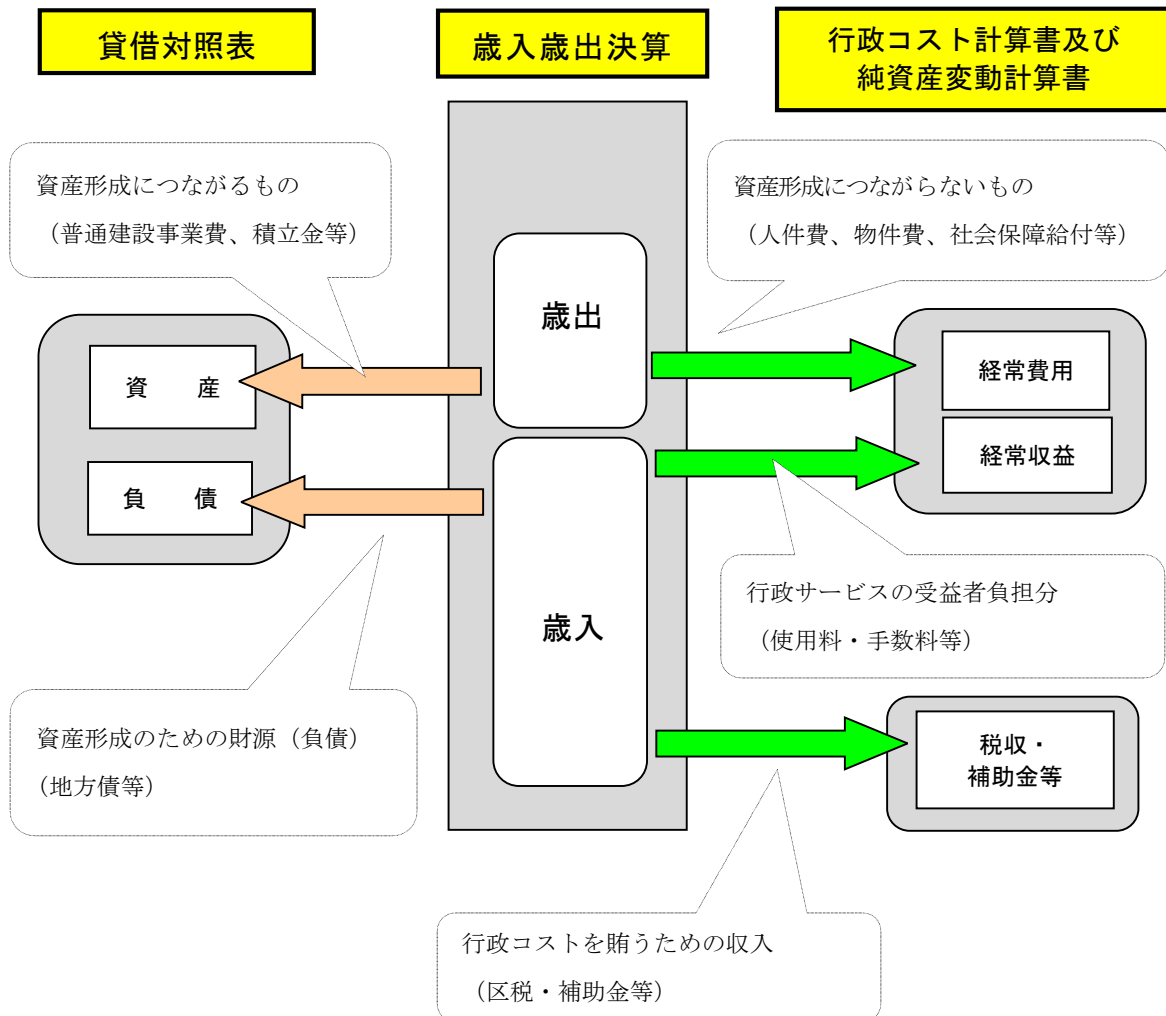 貸借対照表
歳入歳出決算
行政コスト計算書及び
純資産変動計算書
資産形成につながるもの
（普通建設事業費、積立金等）
資産形成につながらないもの
（人件費、物件費、社会保障給付等）
歳出
資　産
負　債
経常費用
経常収益
歳入
行政サービスの受益者負担分
（使用料・手数料等）
資産形成のための財源（負債）
（地方債等）
税収・
補助金等
行政コストを賄うための収入
（区税・補助金等）